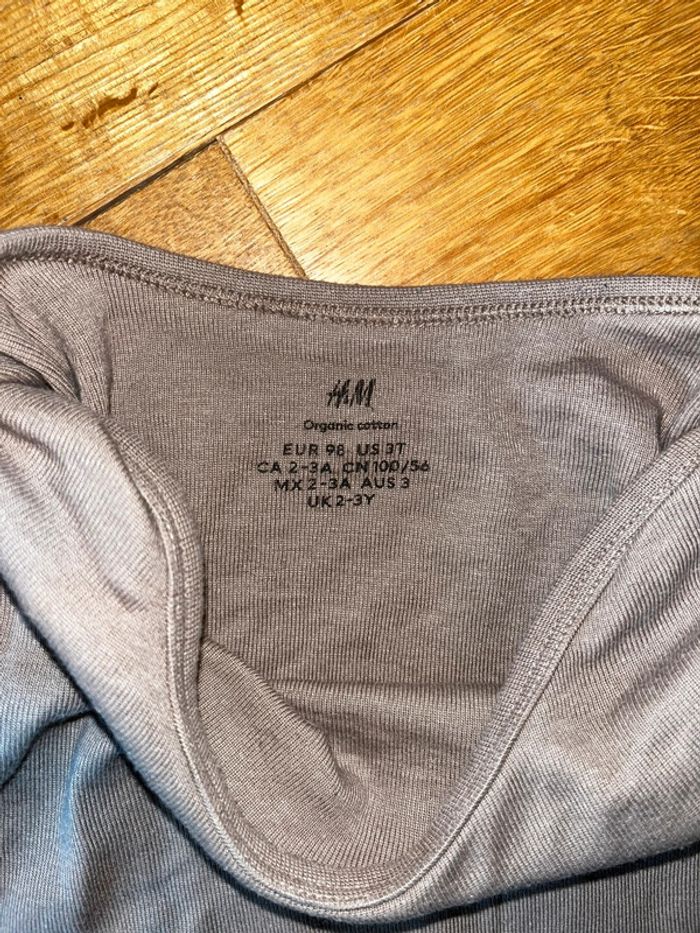 H&M
Organic cotton
EUR 98 US 3T
CA 2-3A CN 100/56
MX 2-3A AUS 3
UK 2-3Y